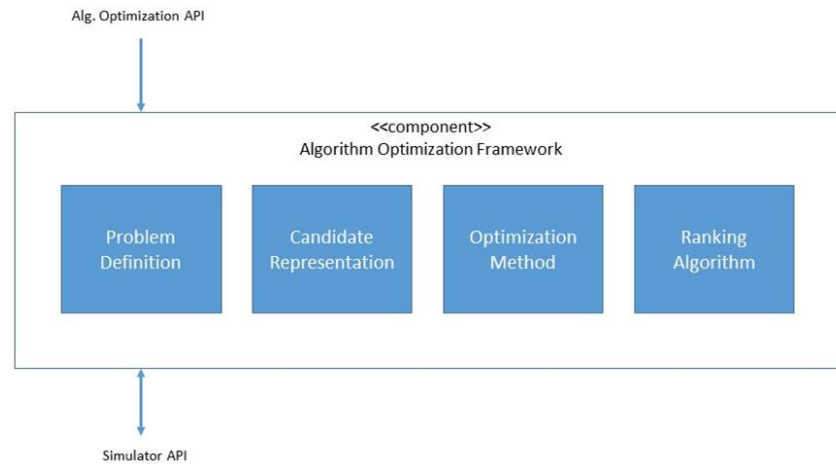 Alg. Optimization API
<<component>>
Algorithm Optimization Framework
Problem
Definition
Candidate
Representation
Optimization
Method
Ranking
Algorithm
Simulator API